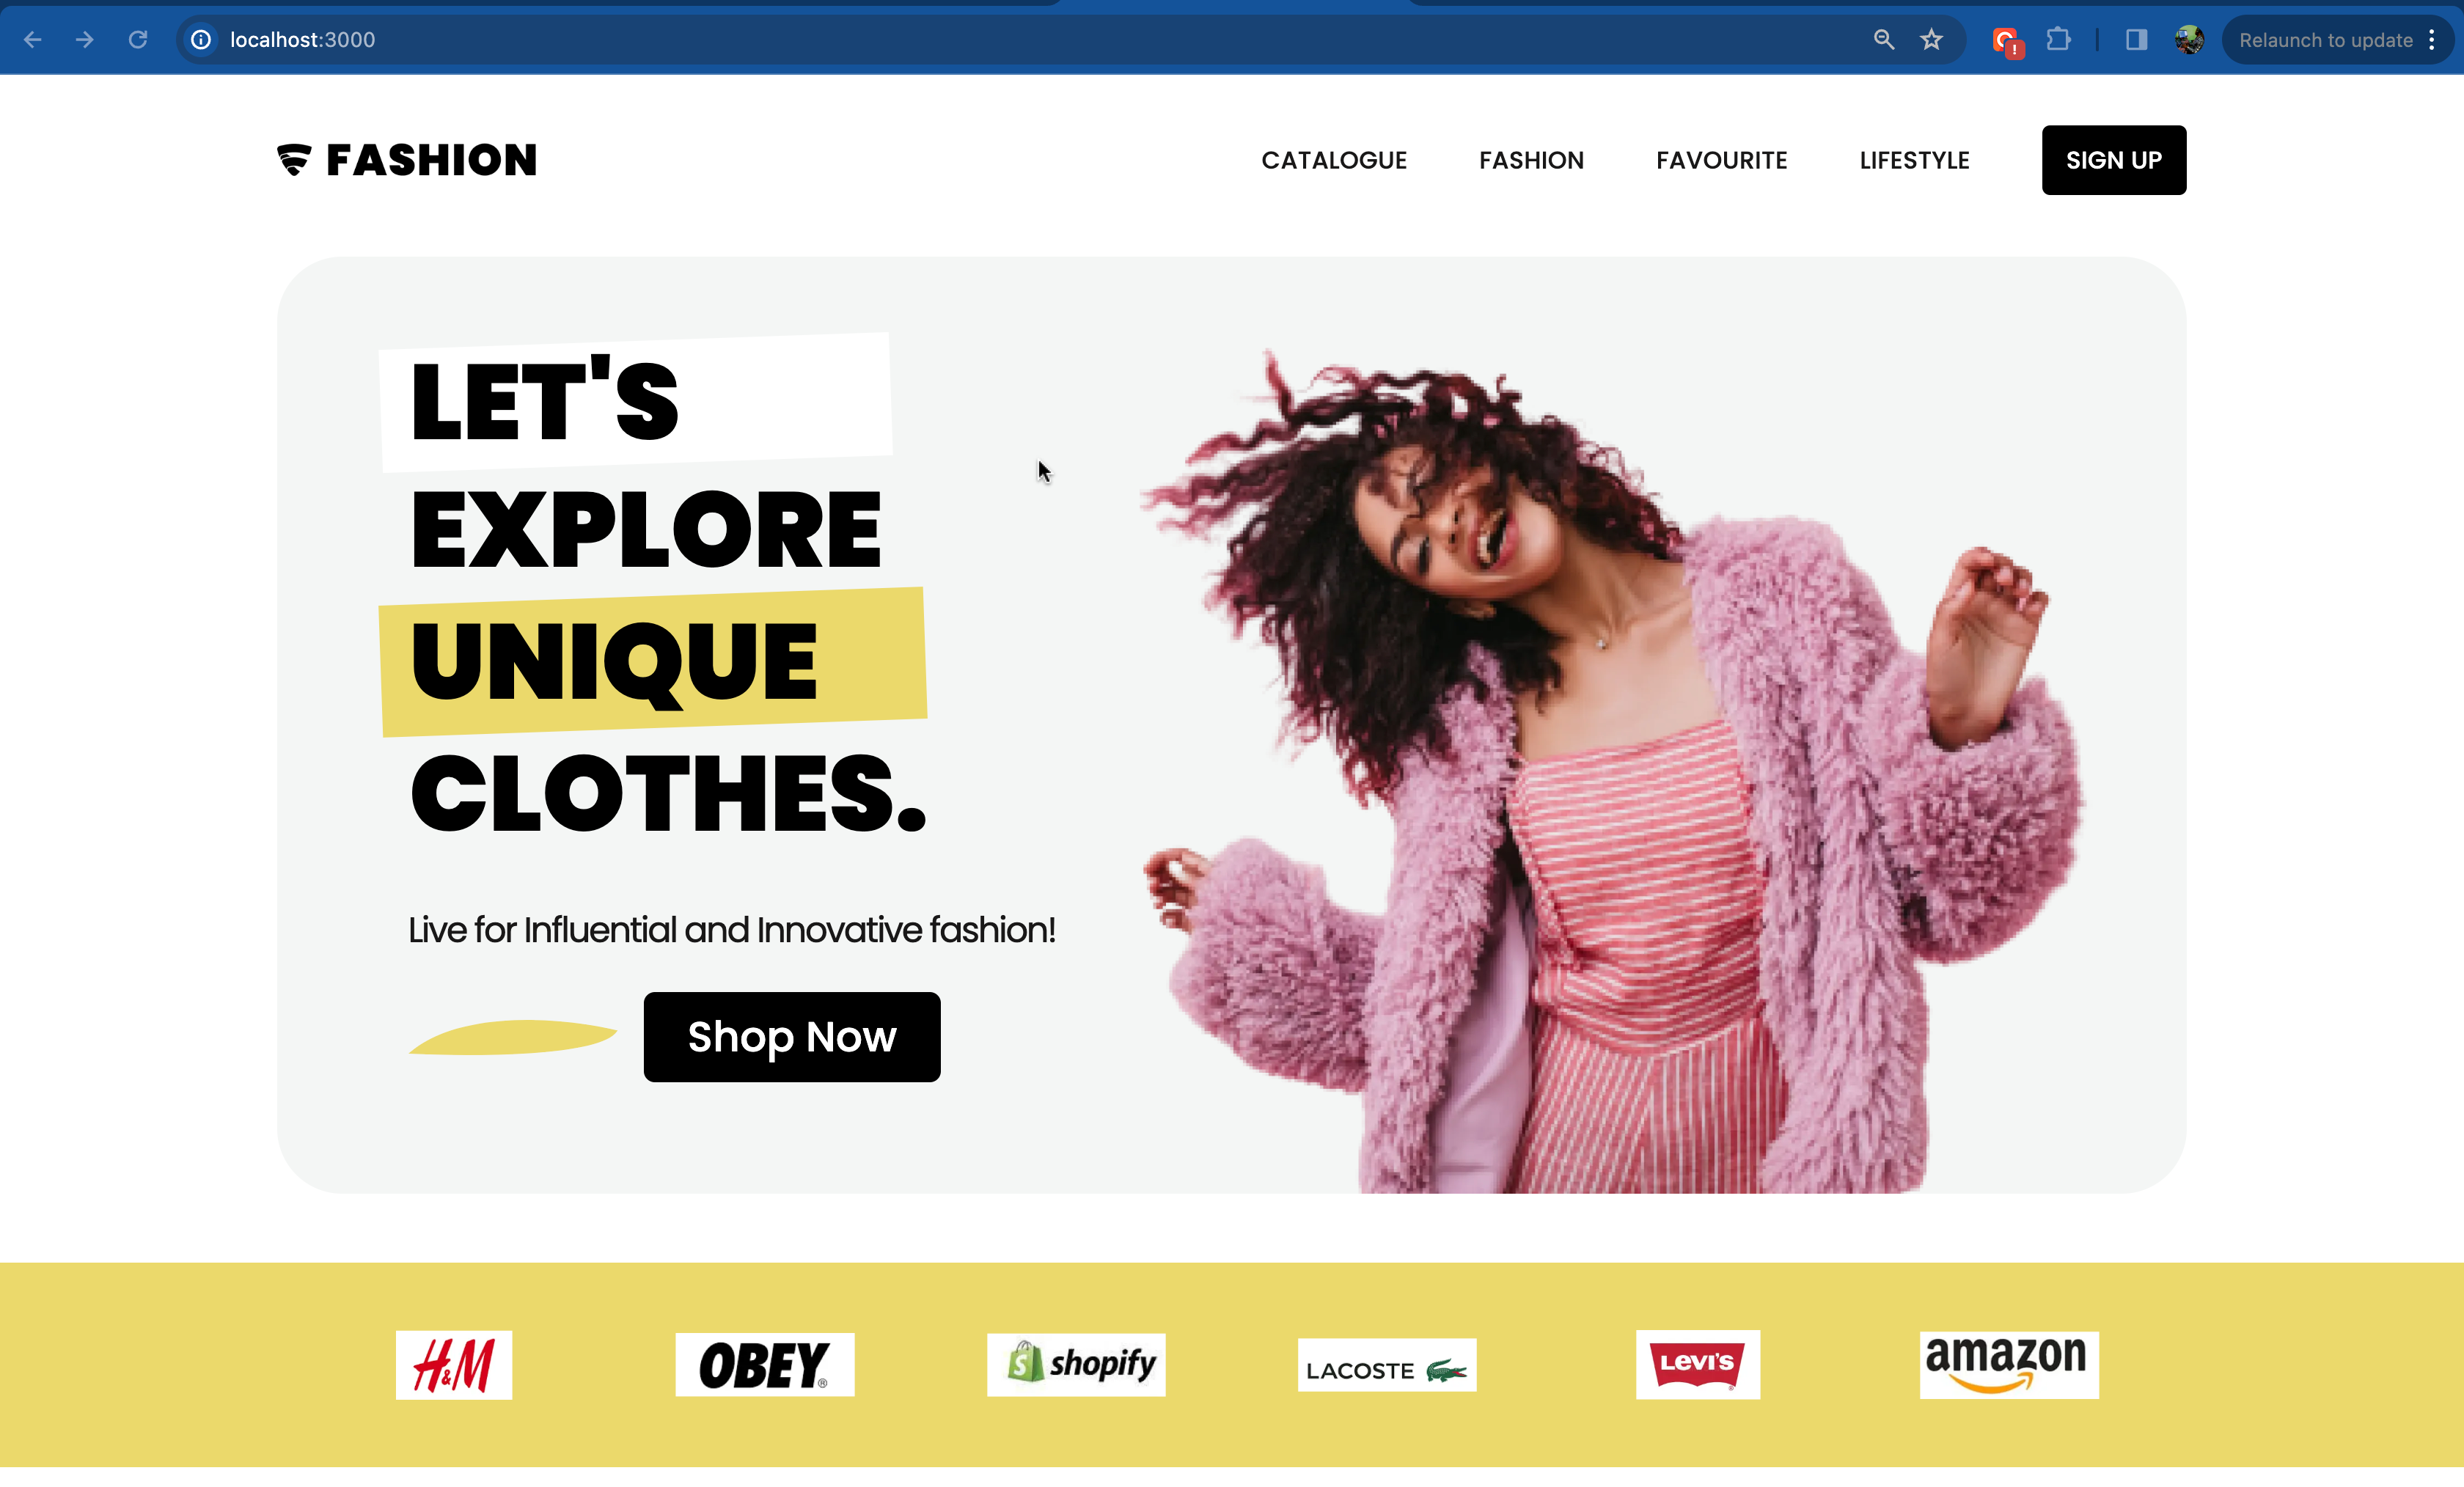 localhost:3000
Relaunch to update
FASHION
CATALOGUE FASHION FAVOURITE LIFESTYLE SIGN UP
LET'S
EXPLORE
UNIQUE
CLOTHES.
Live for Influential and Innovative fashion!
Shop Now
H&M OBEY® shopify LACOSTE LEVI'S® amazon